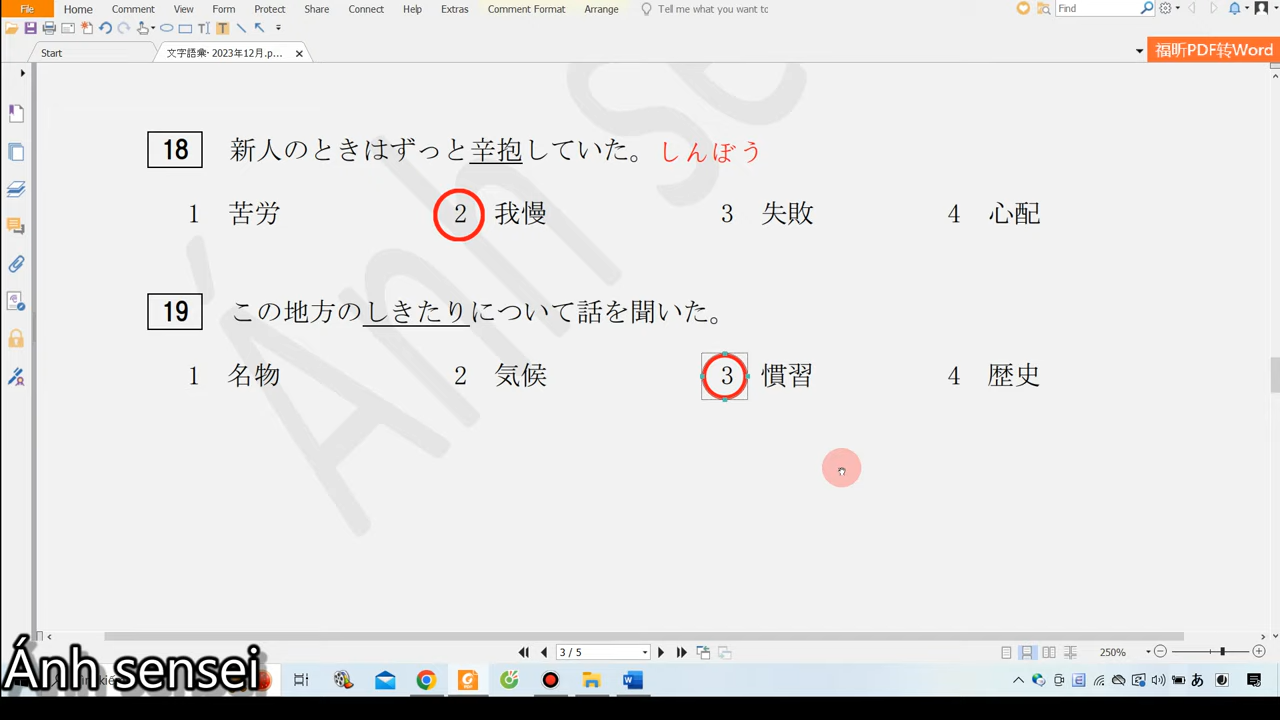 File Home Comment View Form Protect Share Connect Help Extras Comment Format Arrange Tell me what you want to Find
Start 文字語彙- 2023年12月.p... 福昕PDF转Word
18 新人のときはずっと辛抱していた。しんぼう
1 苦労 2 我慢 3 失敗 4 心配
19 この地方のしきたりについて話を聞いた。
1 名物 2 気候 3 慣習 4 歴史
Ánh se
3 / 5 250%
Ánh sensei